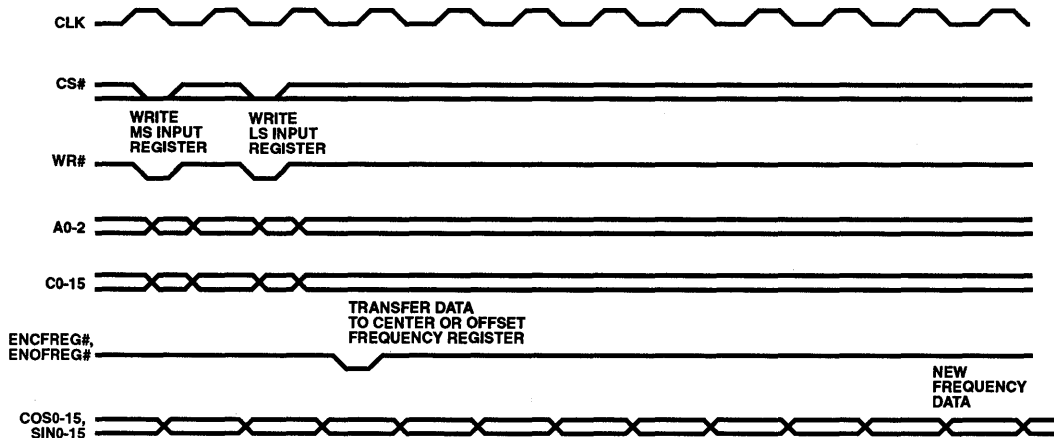 CLK
CS#
WRITE
MS INPUT
REGISTER
WRITE
LS INPUT
REGISTER
WR#
A0-2
C0-15
TRANSFER DATA
TO CENTER OR OFFSET
FREQUENCY REGISTER
ENCFREG#,
ENOFREG#
NEW
FREQUENCY
DATA
COS0-15,
SIN0-15